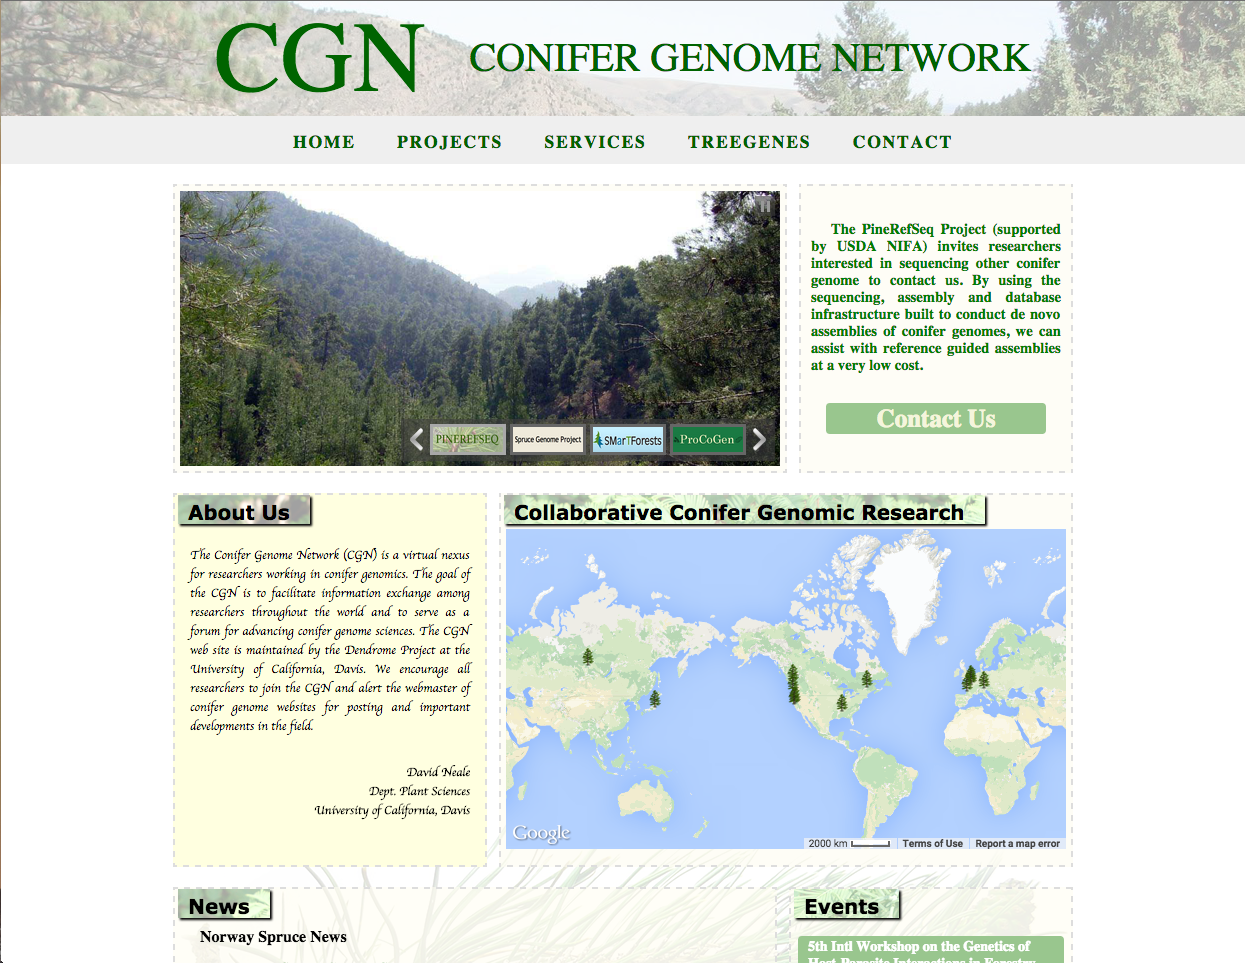 CGN CONIFER GENOME NETWORK
HOME PROJECTS SERVICES TREEGENES CONTACT
PINEREFSEQ Spruce Genome Project SMarTForests ProCoGen
The PineRefSeq Project (supported
by USDA NIFA) invites researchers
interested in sequencing other conifer
genome to contact us. By using the
sequencing, assembly and database
infrastructure built to conduct de novo
assemblies of conifer genomes, we can
assist with reference guided assemblies
at a very low cost.
Contact Us
About Us
The Conifer Genome Network (CGN) is a virtual nexus
for researchers working in conifer genomics. The goal of
the CGN is to facilitate information exchange among
researchers throughout the world and to serve as a
forum for advancing conifer genome sciences. The CGN
web site is maintained by the Dendrome Project at the
University of California, Davis. We encourage all
researchers to join the CGN and alert the webmaster of
conifer genome websites for posting and important
developments in the field.
David Neale
Dept. Plant Sciences
University of California, Davis
Collaborative Conifer Genomic Research
Google
2000 km Terms of Use Report a map error
News
Norway Spruce News
Events
5th Intl Workshop on the Genetics of
Host-Parasite Interactions in Forestry